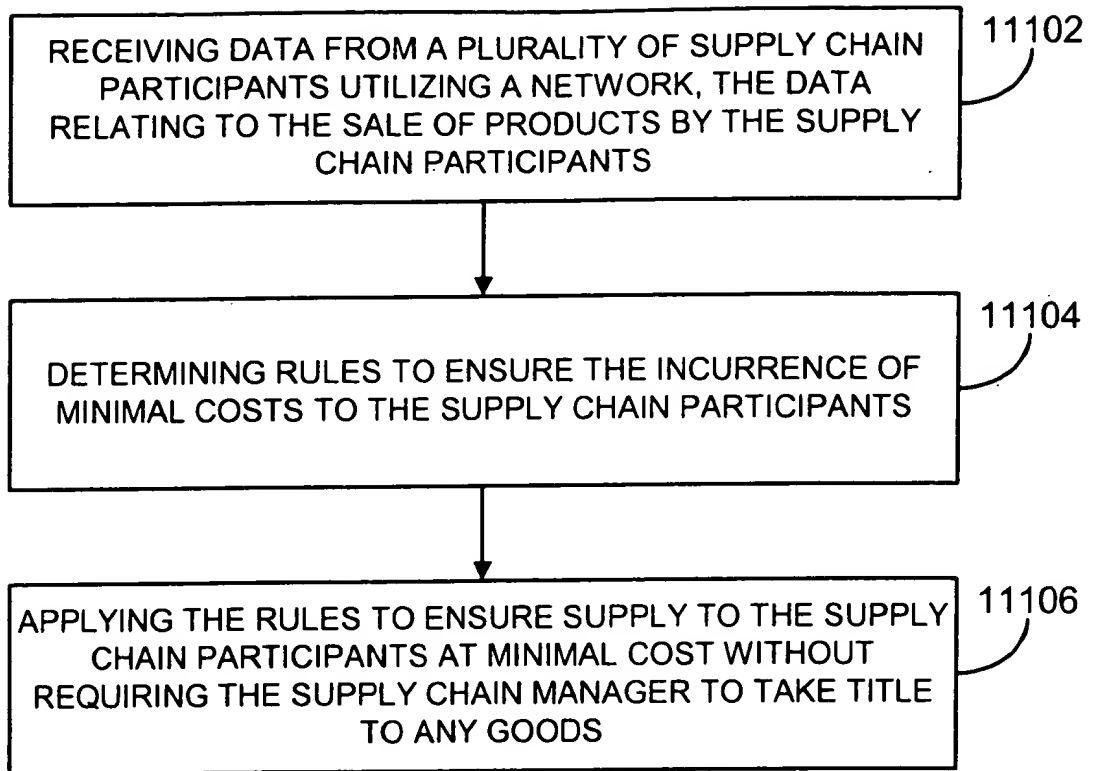 RECEIVING DATA FROM A PLURALITY OF SUPPLY CHAIN
PARTICIPANTS UTILIZING A NETWORK, THE DATA
RELATING TO THE SALE OF PRODUCTS BY THE SUPPLY
CHAIN PARTICIPANTS
11102
DETERMINING RULES TO ENSURE THE INCURRENCE OF
MINIMAL COSTS TO THE SUPPLY CHAIN PARTICIPANTS
11104
APPLYING THE RULES TO ENSURE SUPPLY TO THE SUPPLY
CHAIN PARTICIPANTS AT MINIMAL COST WITHOUT
REQUIRING THE SUPPLY CHAIN MANAGER TO TAKE TITLE
TO ANY GOODS
11106